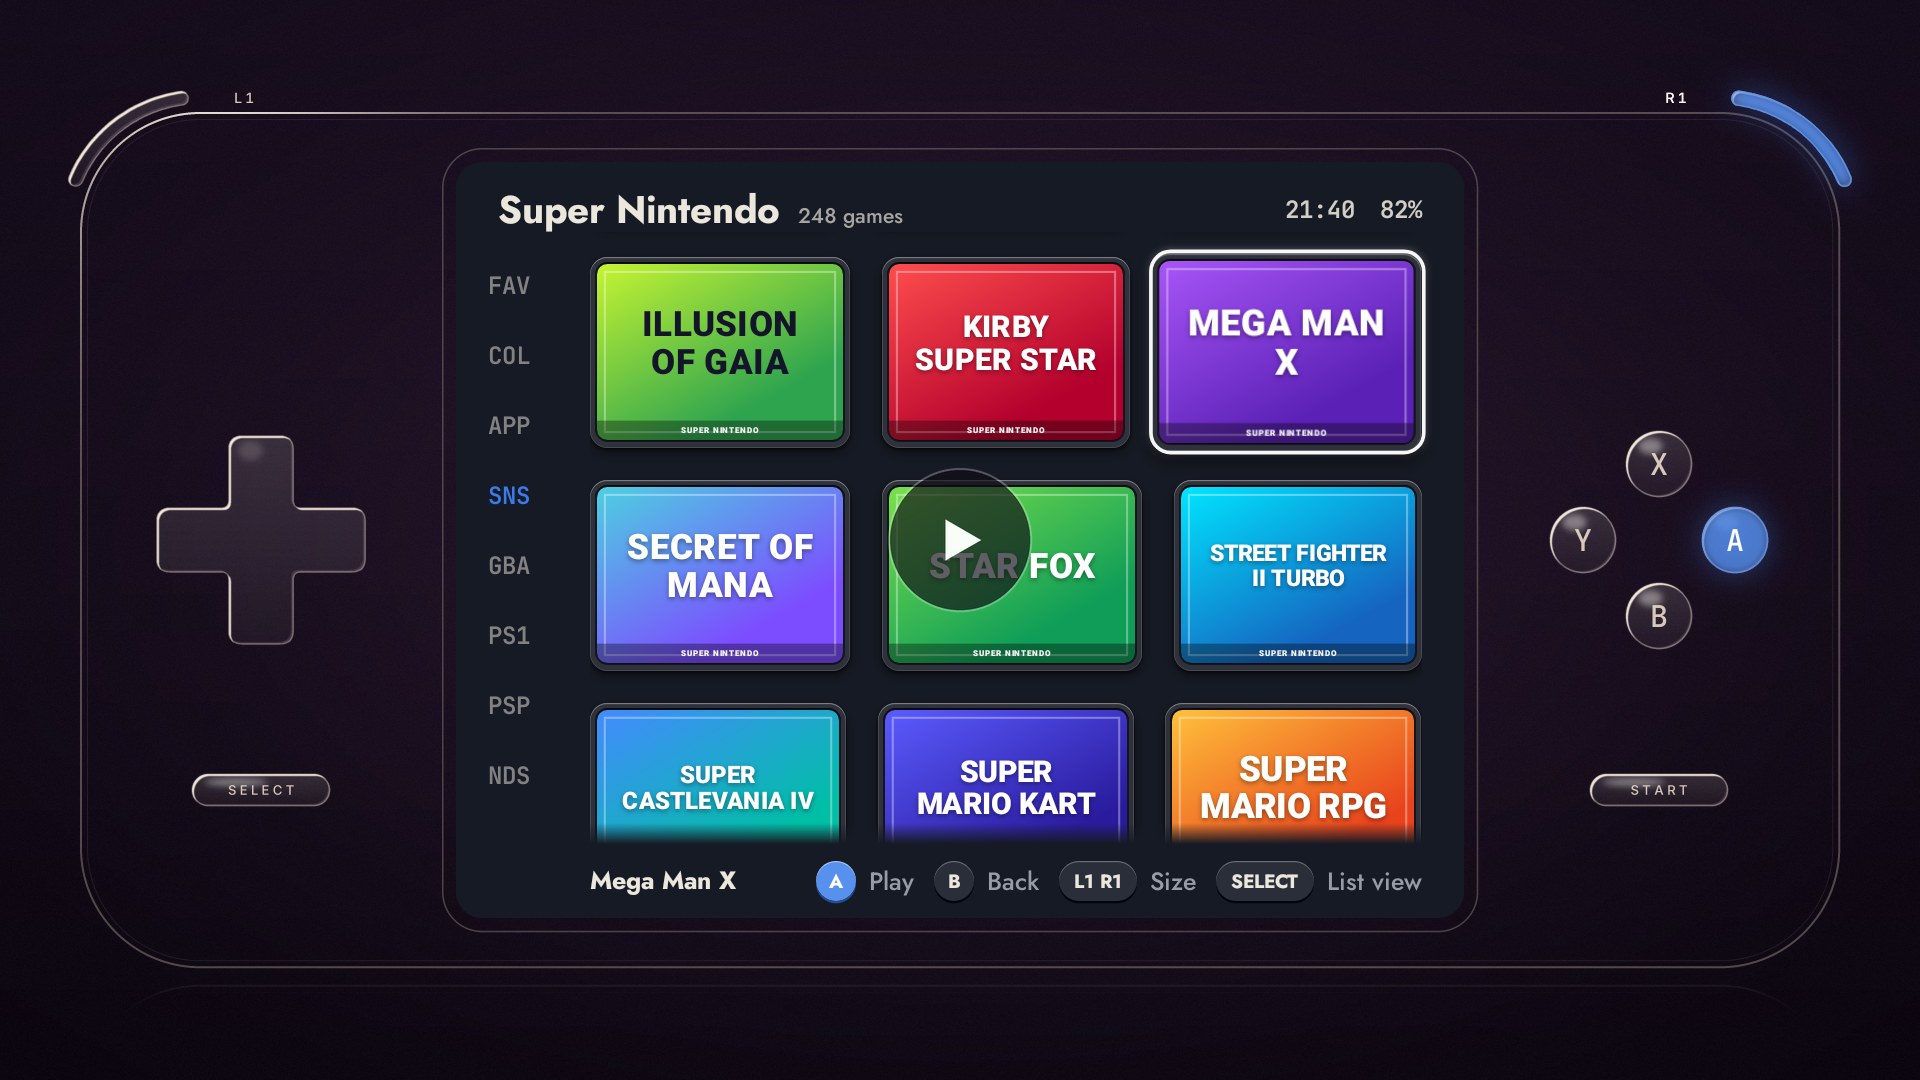 L1
R1
Super Nintendo 248 games
21:40 82%
FAV
COL
APP
SNS
GBA
PS1
PSP
NDS
ILLUSION
OF GAIA
SUPER NINTENDO
KIRBY
SUPER STAR
SUPER NINTENDO
MEGA MAN
X
SUPER NINTENDO
SECRET OF
MANA
SUPER NINTENDO
STAR FOX
SUPER NINTENDO
STREET FIGHTER
II TURBO
SUPER NINTENDO
SUPER
CASTLEVANIA IV
SUPER
MARIO KART
SUPER
MARIO RPG
Mega Man X
A Play B Back L1 R1 Size SELECT List view
SELECT
X
Y
A
B
START